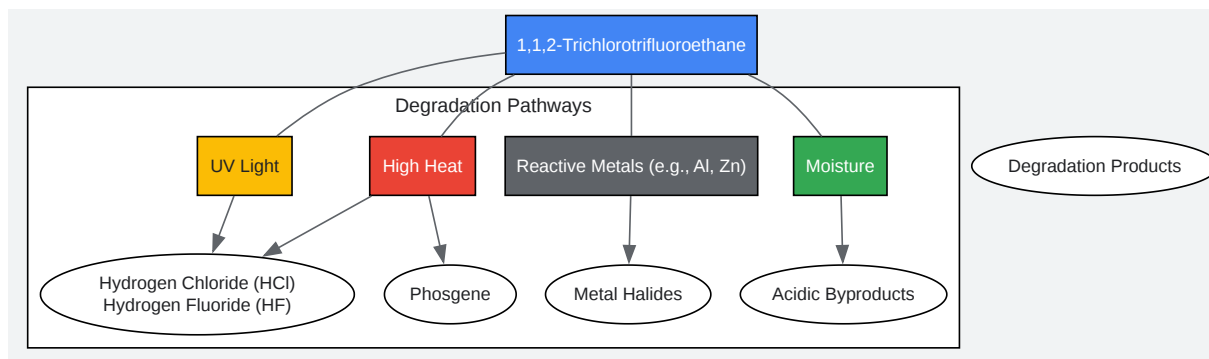 1,1,2-Trichlorotrifluoroethane
Degradation Pathways
UV Light
High Heat
Reactive Metals (e.g., Al, Zn)
Moisture
Degradation Products
Hydrogen Chloride (HCl)
Hydrogen Fluoride (HF)
Phosgene
Metal Halides
Acidic Byproducts